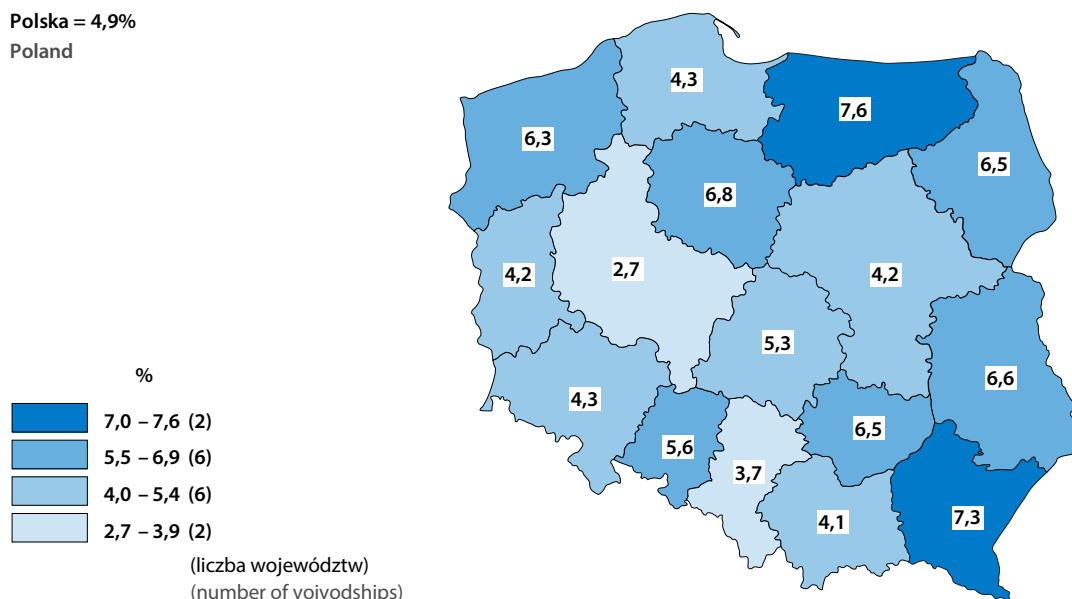 Polska = 4,9%
Poland
4,3
7,6
6,3
6,5
6,8
4,2
2,7
4,2
5,3
6,6
4,3
6,5
5,6
3,7
4,1
7,3
%
7,0 – 7,6 (2)
5,5 – 6,9 (6)
4,0 – 5,4 (6)
2,7 – 3,9 (2)
(liczba województw)
(number of voivodships)